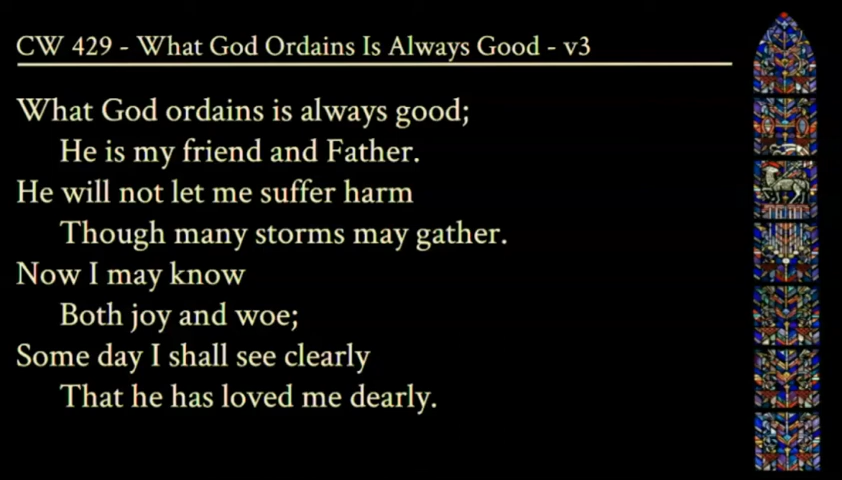 CW 429 - What God Ordains Is Always Good - v3
What God ordains is always good;
He is my friend and Father.
He will not let me suffer harm
Though many storms may gather.
Now I may know
Both joy and woe;
Some day I shall see clearly
That he has loved me dearly.